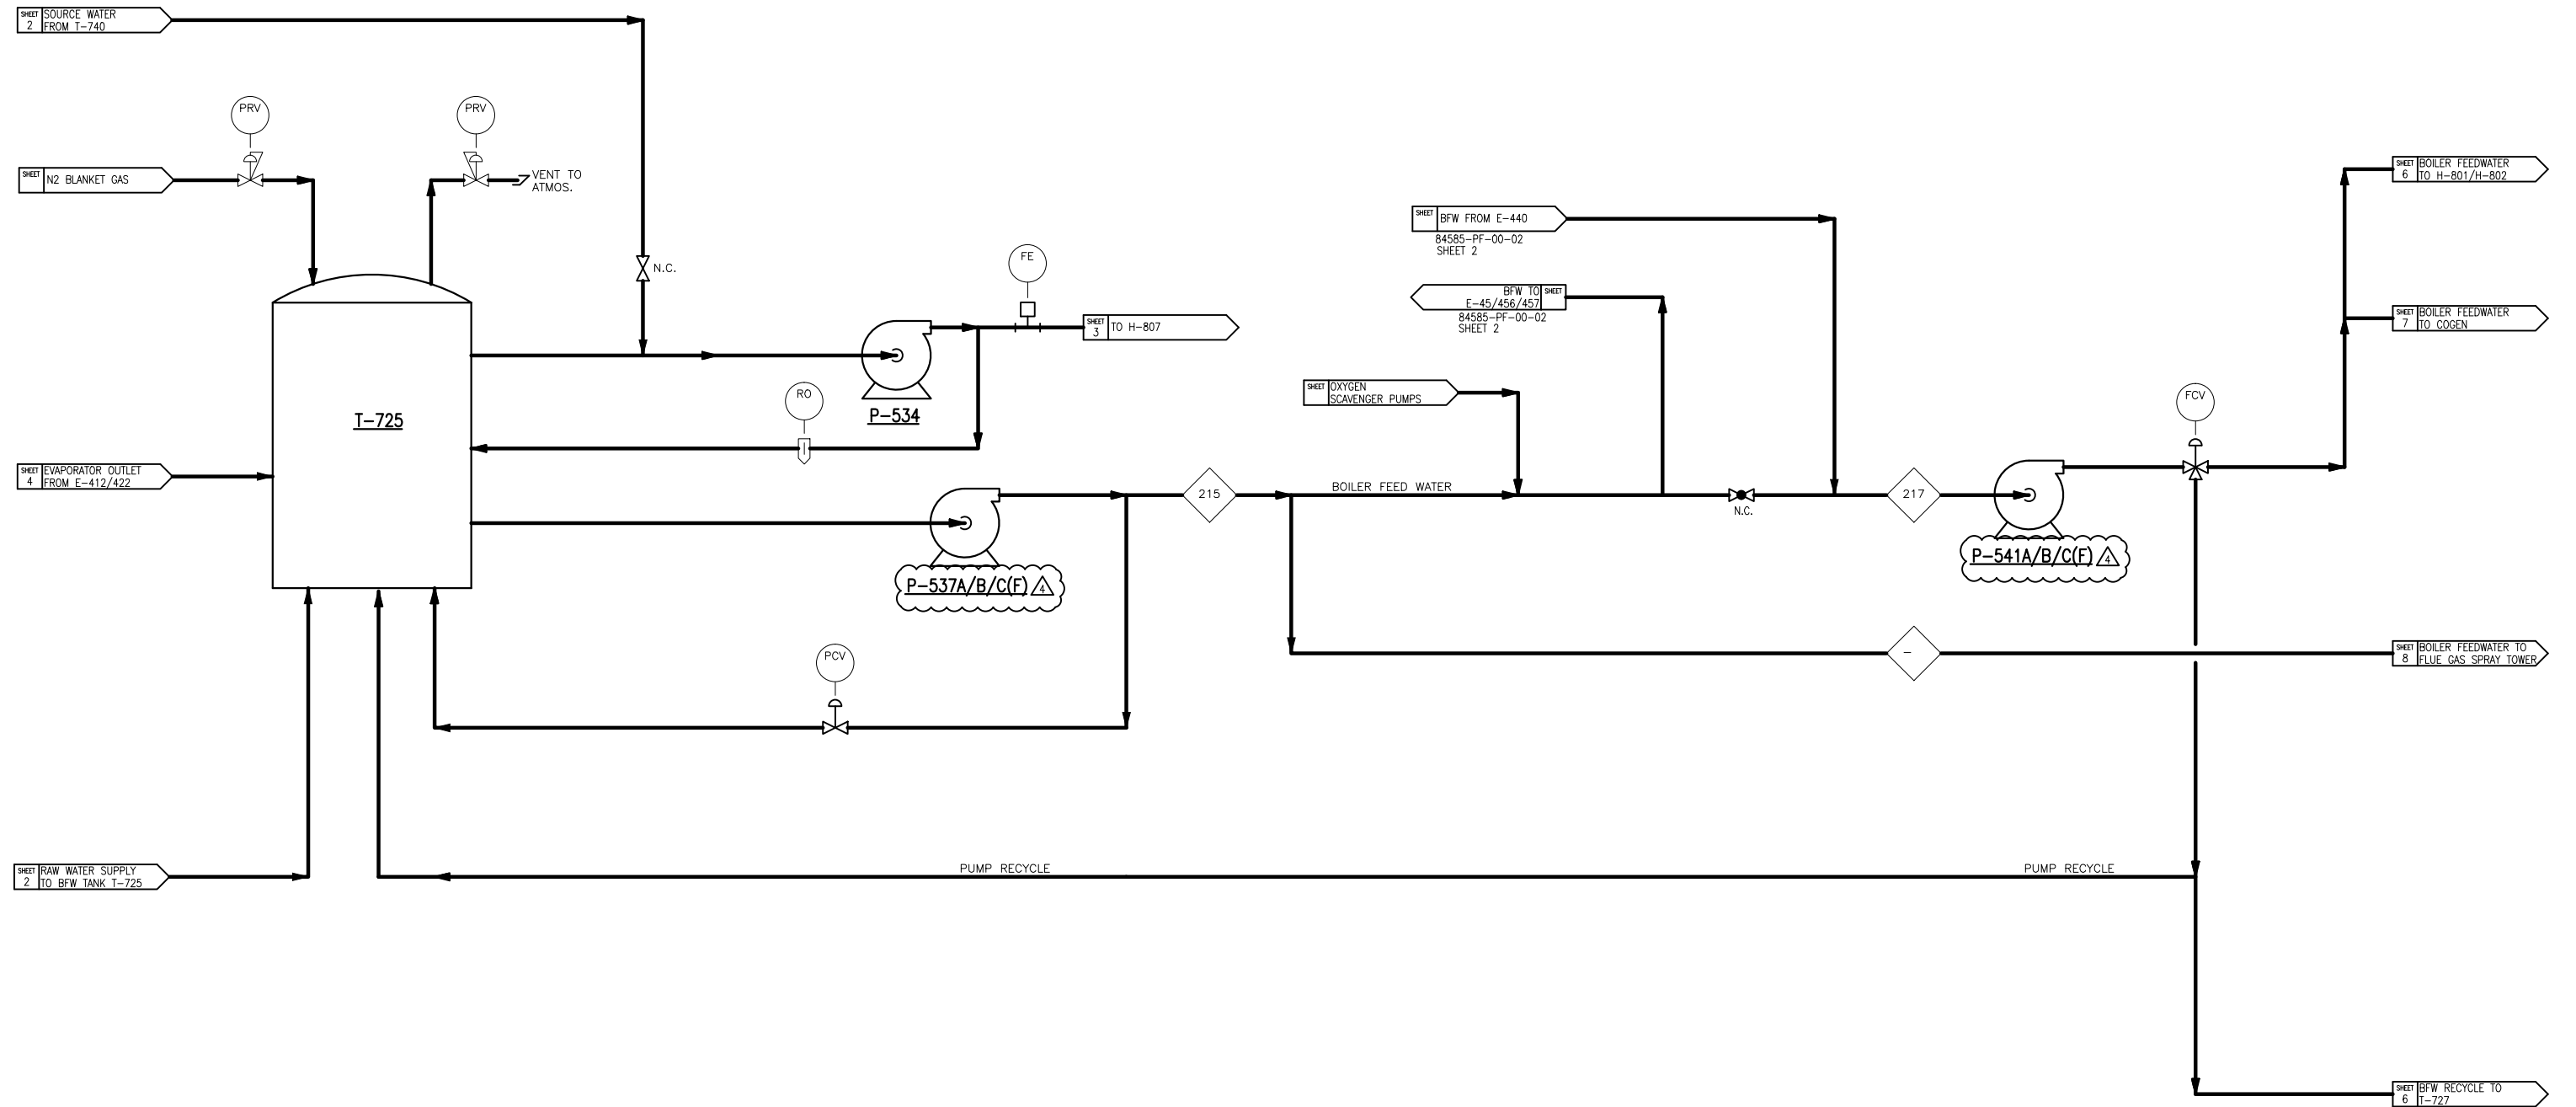 SHEET
2
SOURCE WATER
FROM T-740
PRV
PRV
SHEET
N2 BLANKET GAS
VENT TO
ATMOS.
SHEET
6
BOILER FEEDWATER
TO H-801/H-802
SHEET
BFW FROM E-440
84585-PF-00-02
SHEET 2
N.C.
FE
BFW TO
E-45/456/457
SHEET
84585-PF-00-02
SHEET 2
SHEET
3
TO H-807
SHEET
7
BOILER FEEDWATER
TO COGEN
RO
P-534
SHEET
OXYGEN
SCAVENGER PUMPS
FCV
T-725
SHEET
4
EVAPORATOR OUTLET
FROM E-412/422
215
BOILER FEED WATER
N.C.
217
P-541A/B/C(F)
4
P-537A/B/C(F)
4
PCV
-
SHEET
8
BOILER FEEDWATER TO
FLUE GAS SPRAY TOWER
SHEET
2
RAW WATER SUPPLY
TO BFW TANK T-725
PUMP RECYCLE
PUMP RECYCLE
SHEET
6
BFW RECYCLE TO
T-727